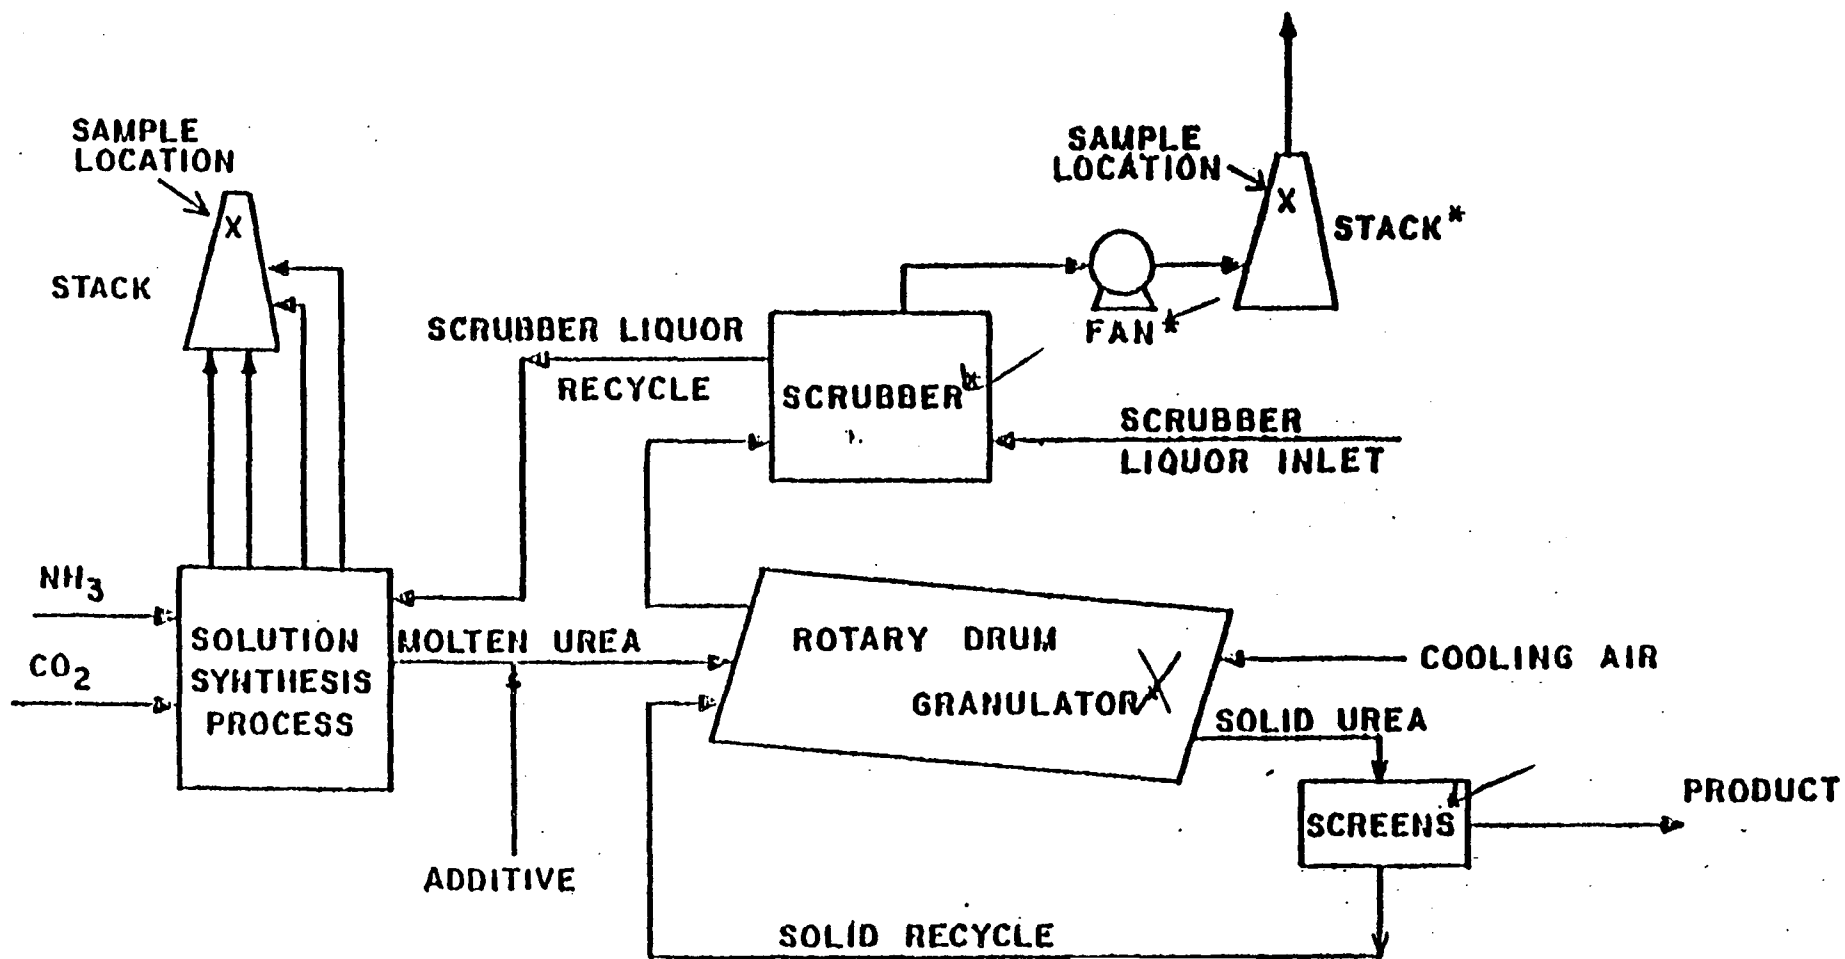 SAMPLE
LOCATION
X
STACK
SAMPLE
LOCATION
X
STACK*
FAN*
SCRUBBER LIQUOR
RECYCLE
SCRUBBER*
SCRUBBER
LIQUOR INLET
NH3
CO2
SOLUTION
SYNTHESIS
PROCESS
MOLTEN UREA
ADDITIVE
ROTARY DRUM
GRANULATOR*
COOLING AIR
SOLID UREA
SCREENS*
PRODUCT
SOLID RECYCLE